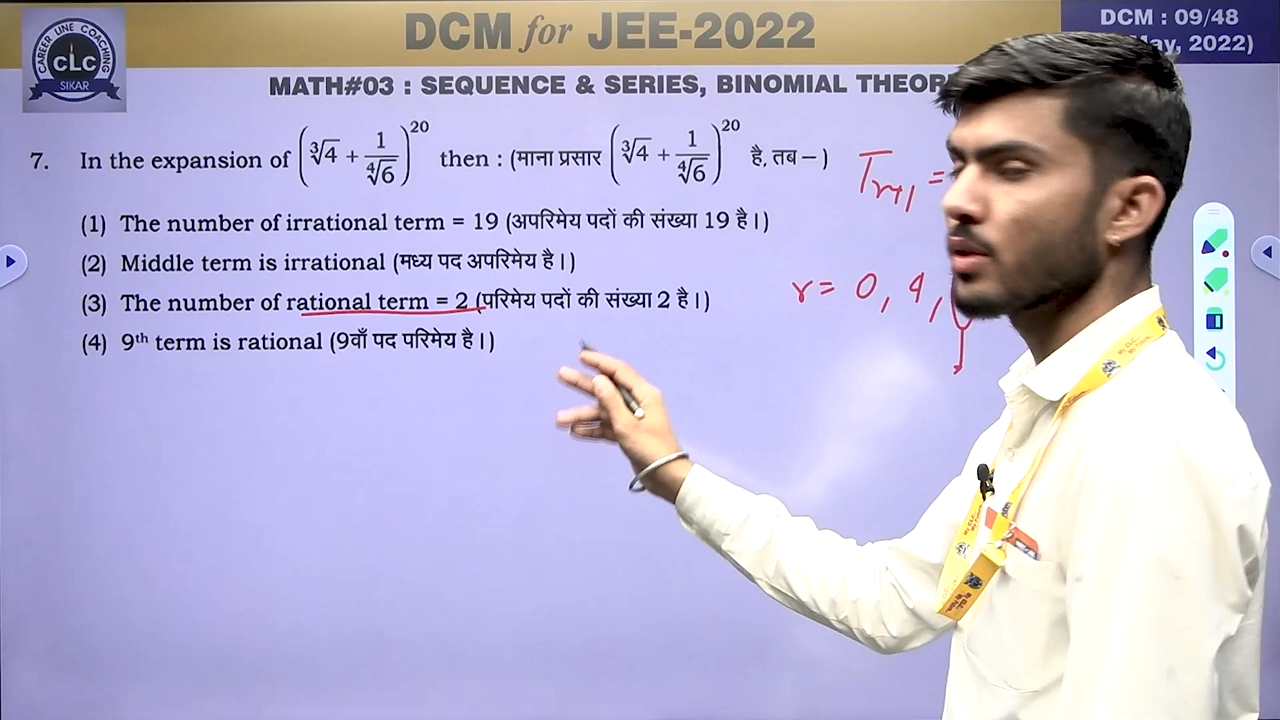 DCM for JEE-2022
DCM : 09/48
May, 2022)
CAREER LINE COACHING
CLC
SIKAR
MATH#03 : SEQUENCE & SERIES, BINOMIAL THEOR
7. In the expansion of (∛4 + 1/∜6)^20 then : (माना प्रसार (∛4 + 1/∜6)^20 है, तब – )
(1) The number of irrational term = 19 (अपरिमेय पदों की संख्या 19 है।)
(2) Middle term is irrational (मध्य पद अपरिमेय है।)
(3) The number of rational term = 2 (परिमेय पदों की संख्या 2 है।)
(4) 9th term is rational (9वाँ पद परिमेय है।)
T_{r+1} =
r = 0, 4,